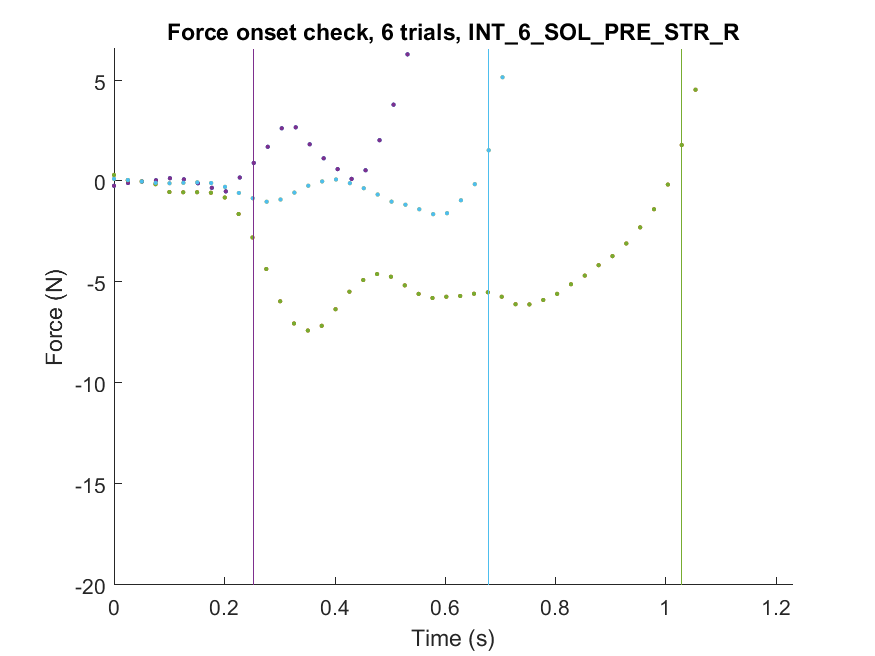 Force onset check, 6 trials, INT_6_SOL_PRE_STR_R
5
0
-5
-10
-15
-20
Force (N)
0 0.2 0.4 0.6 0.8 1 1.2
Time (s)